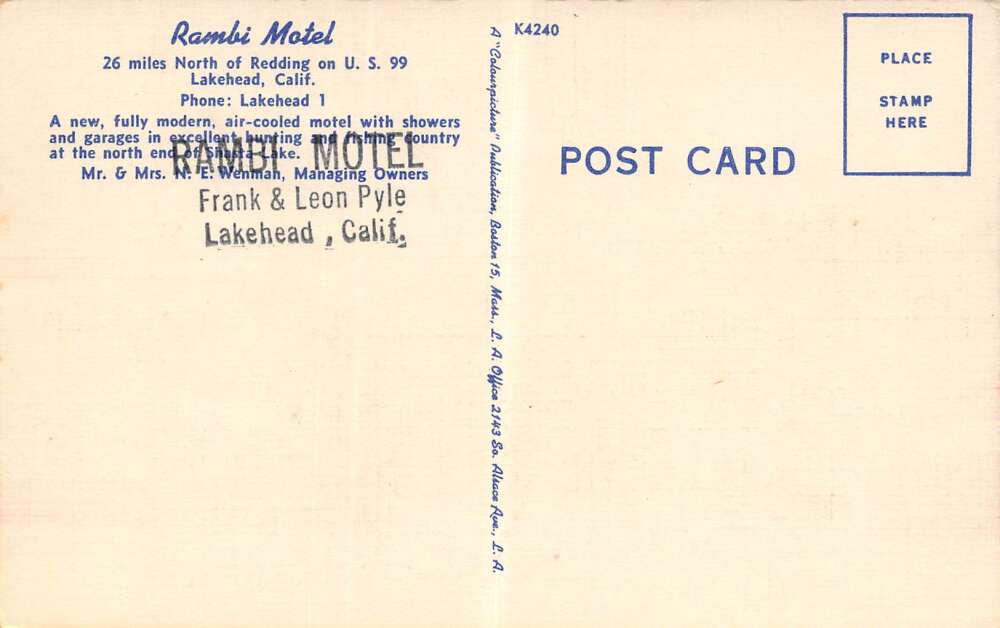 Rambi Motel
26 miles North of Redding on U. S. 99
Lakehead, Calif.
Phone: Lakehead 1
A new, fully modern, air-cooled motel with showers
and garages in excellent hunting and fishing country
at the north end of Shasta Lake.
Mr. & Mrs. N. E. Wenmah, Managing Owners
RAMBI MOTEL
Frank & Leon Pyle
Lakehead , Calif.
A "Colourpicture" Publication, Boston 15, Mass., L. A. Office 2143 So. Alsace Ave., L. A.
K4240
POST CARD
PLACE
STAMP
HERE